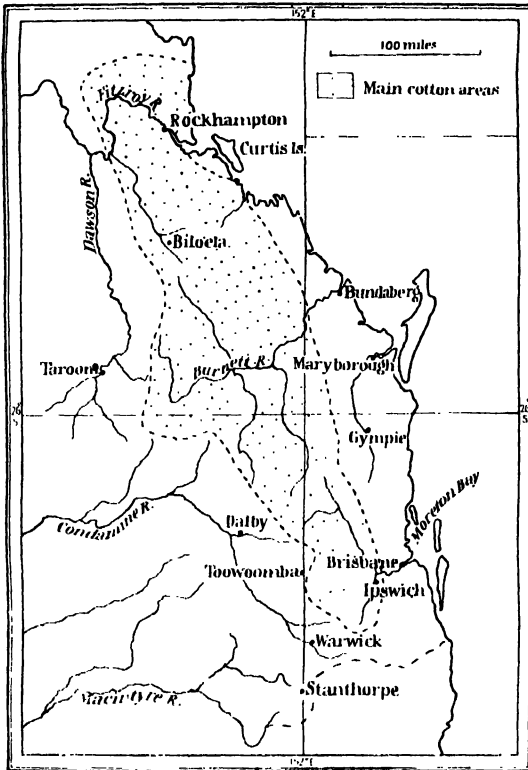 152°E
100 miles
Main cotton areas
Fitzroy R.
Rockhampton
Curtis Is.
Dawson R.
Biloela
Bundaberg
Taroom
Burnett R.
Maryborough
26°
S
26°
S
Gympie
Moreton Bay
Condamine R.
Dalby
Toowoomba
Brisbane
Ipswich
Warwick
Macintyre R.
Stanthorpe
152°E